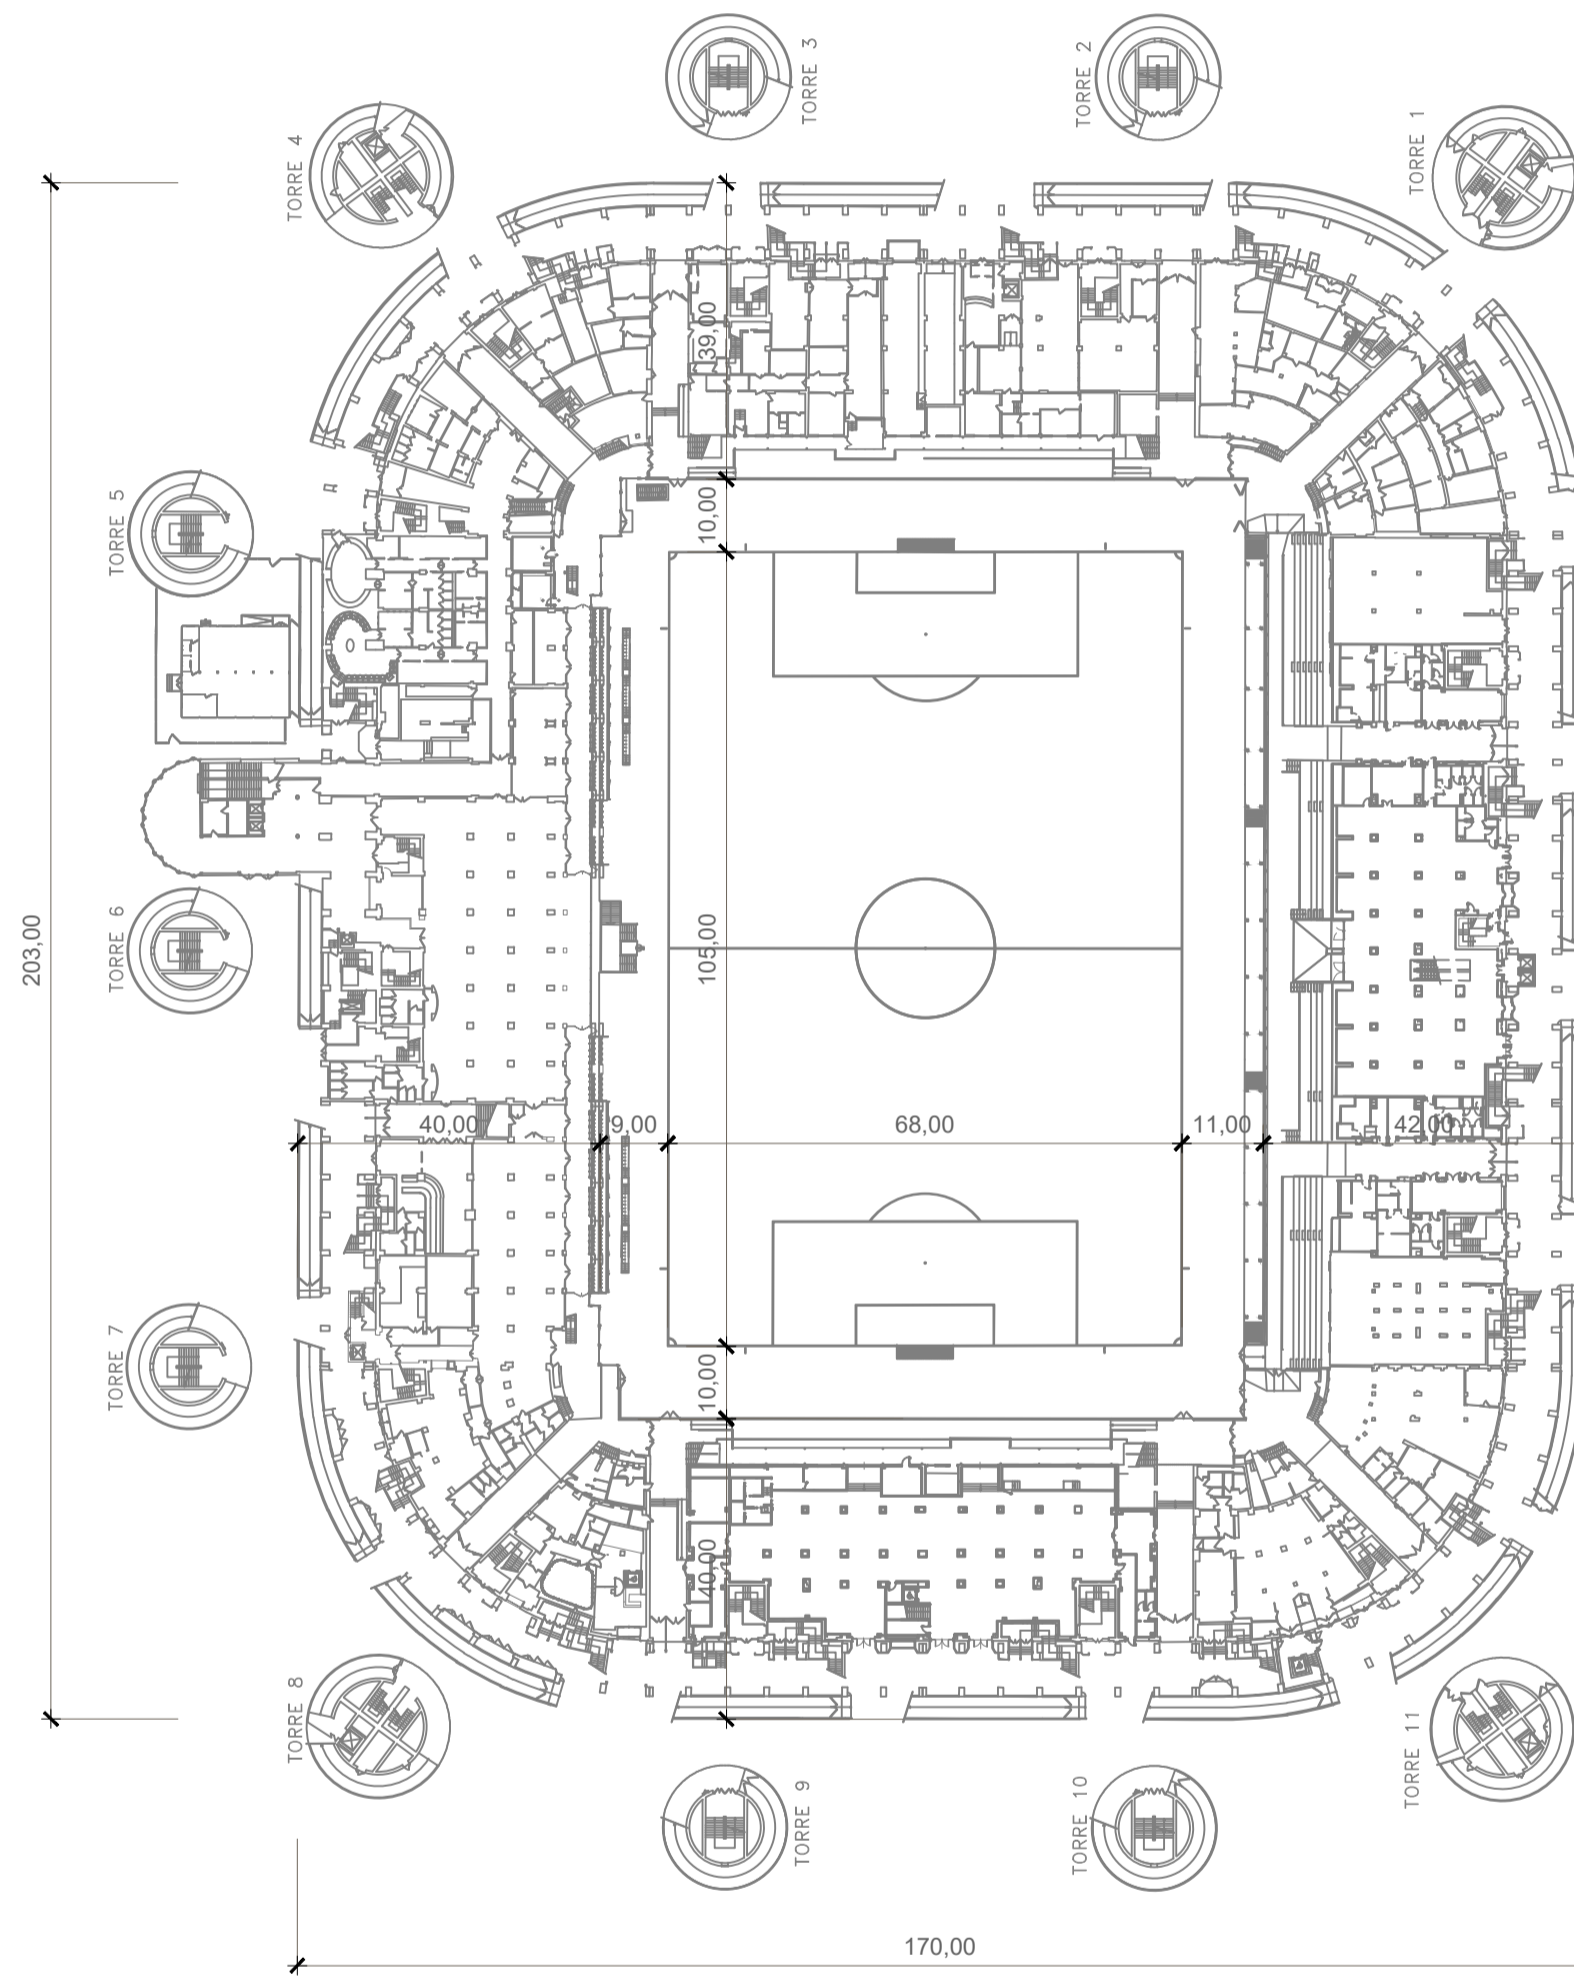 TORRE 3
TORRE 2
TORRE 4
TORRE 1
39,00
TORRE 5
10,00
203,00
TORRE 6
105,00
40,00
9,00
68,00
11,00
42,00
TORRE 7
10,00
40,00
TORRE 8
TORRE 9
TORRE 10
TORRE 11
170,00